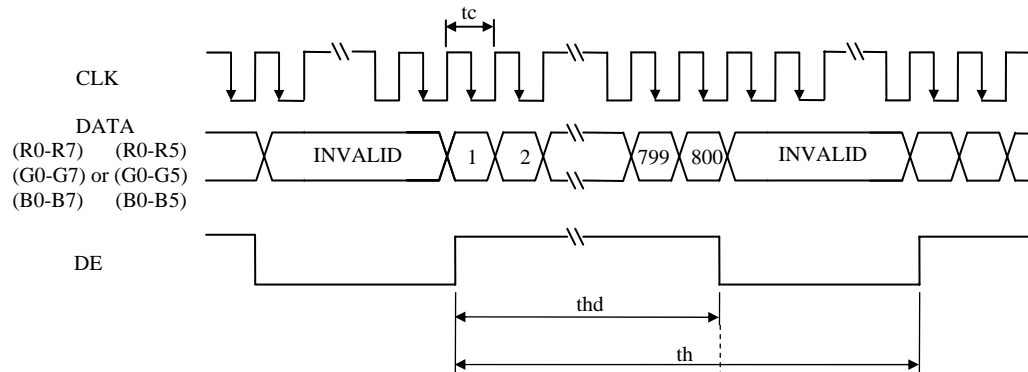 tc
CLK
DATA
(R0-R7) (R0-R5)
(G0-G7) or (G0-G5)
(B0-B7) (B0-B5)
INVALID 1 2 799 800 INVALID
DE
thd
th